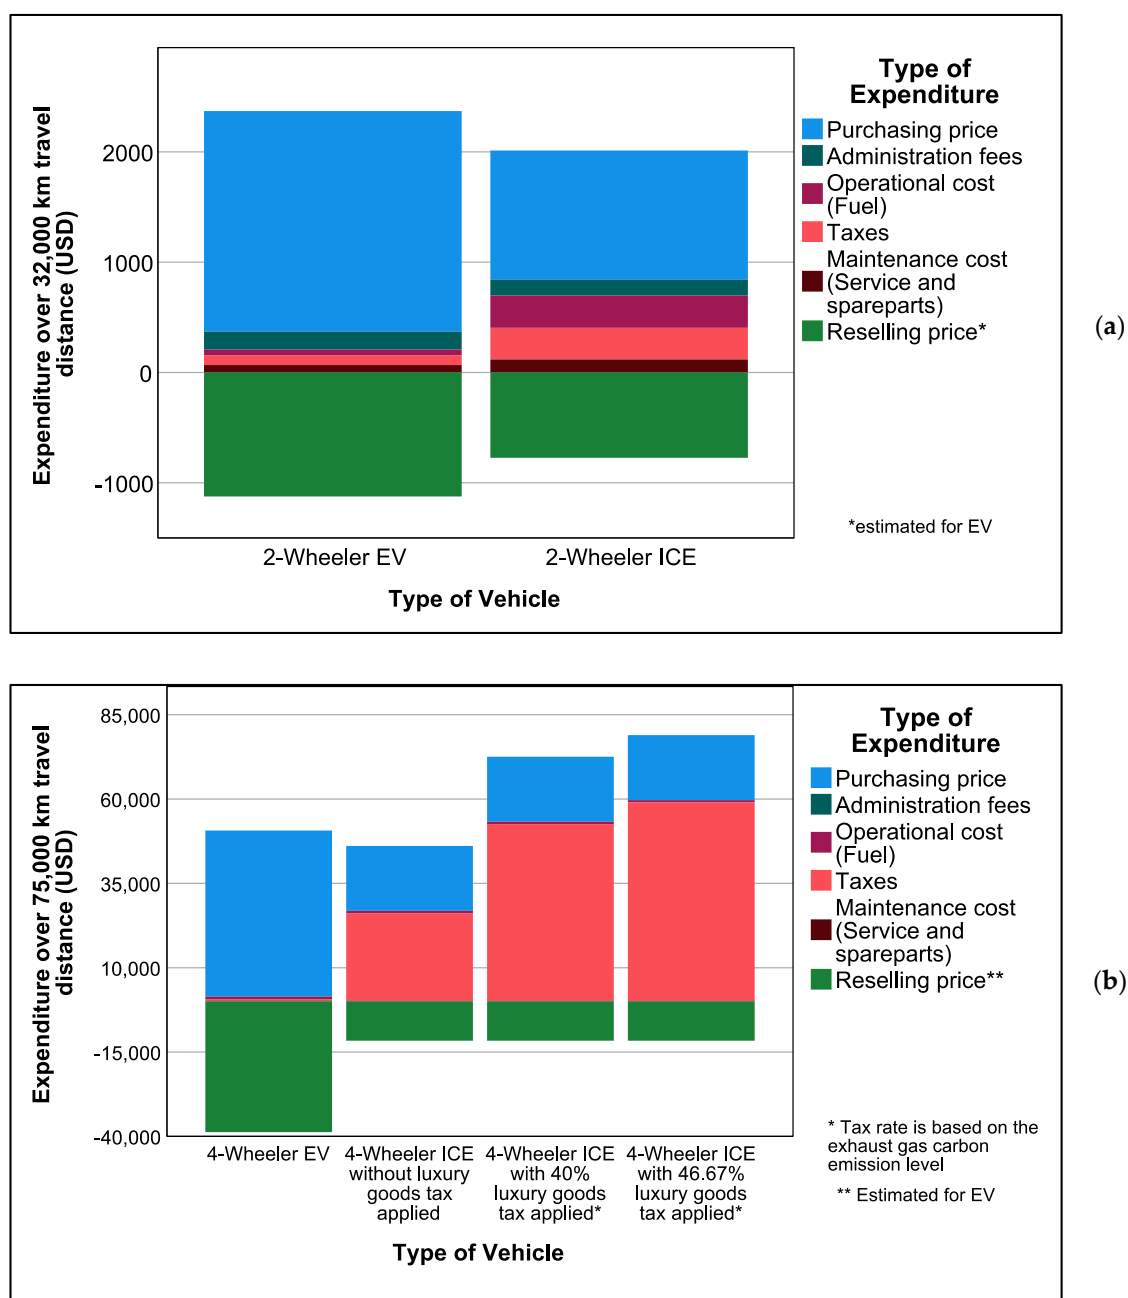 Expenditure over 32,000 km travel
distance (USD)
2000
1000
0
-1000
2-Wheeler EV
2-Wheeler ICE
Type of Vehicle
Type of
Expenditure
Purchasing price
Administration fees
Operational cost
(Fuel)
Taxes
Maintenance cost
(Service and
spareparts)
Reselling price*
*estimated for EV
(a)
Expenditure over 75,000 km travel
distance (USD)
85,000
60,000
35,000
10,000
-15,000
-40,000
4-Wheeler EV
4-Wheeler ICE
without luxury
goods tax
applied
4-Wheeler ICE
with 40%
luxury goods
tax applied*
4-Wheeler ICE
with 46.67%
luxury goods
tax applied*
Type of Vehicle
Type of
Expenditure
Purchasing price
Administration fees
Operational cost
(Fuel)
Taxes
Maintenance cost
(Service and
spareparts)
Reselling price**
* Tax rate is based on the
exhaust gas carbon
emission level
** Estimated for EV
(b)